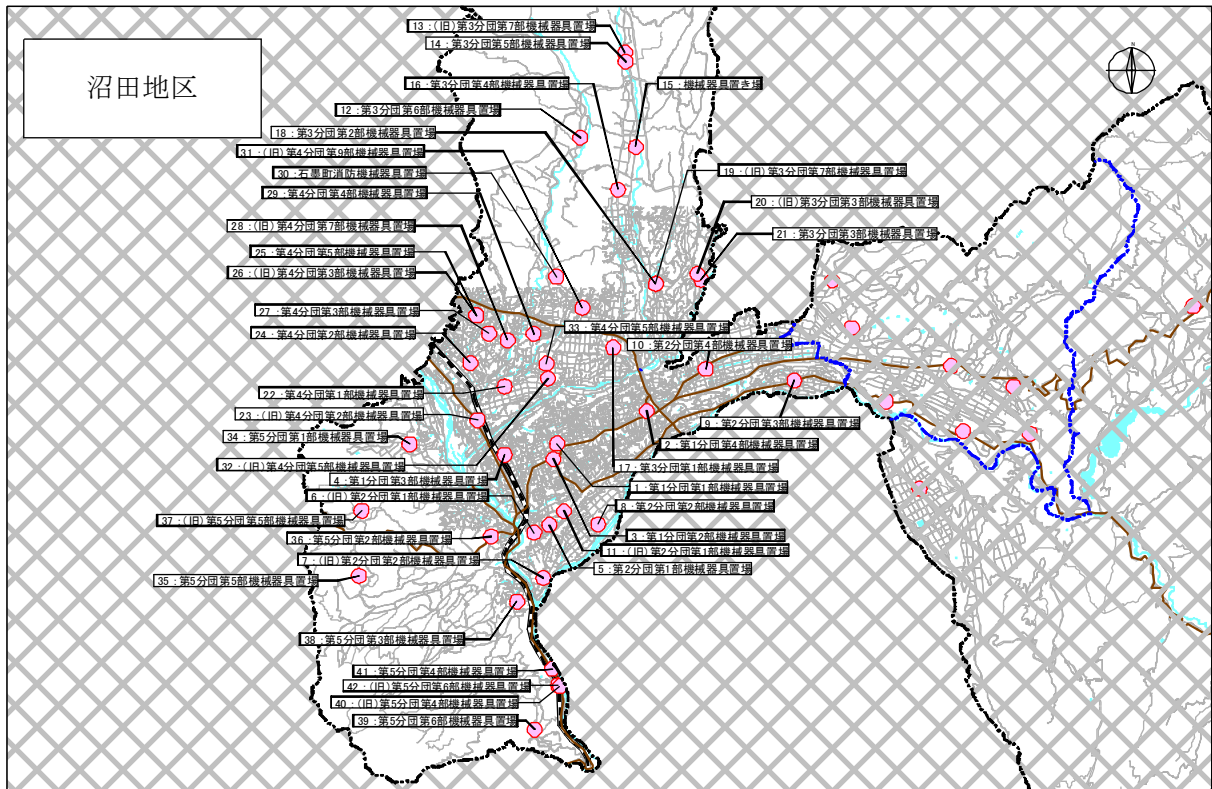 沼田地区
N
13：(旧)第3分団第7部機械器具置場
14：第3分団第5部機械器具置場
16：第3分団第4部機械器具置場
15：機械器具置き場
12：第3分団第6部機械器具置場
18：第3分団第2部機械器具置場
31：(旧)第4分団第9部機械器具置場
30：石墨町消防機械器具置場
29：第4分団第4部機械器具置場
19：(旧)第3分団第7部機械器具置場
20：(旧)第3分団第3部機械器具置場
21：第3分団第3部機械器具置場
28：(旧)第4分団第7部機械器具置場
25：第4分団第5部機械器具置場
26：(旧)第4分団第3部機械器具置場
27：第4分団第3部機械器具置場
24：第4分団第2部機械器具置場
33：第4分団第5部機械器具置場
10：第2分団第4部機械器具置場
22：第4分団第1部機械器具置場
23：(旧)第4分団第2部機械器具置場
34：第5分団第1部機械器具置場
9：第2分団第3部機械器具置場
2：第1分団第4部機械器具置場
32：(旧)第4分団第5部機械器具置場
17：第3分団第1部機械器具置場
4：第1分団第3部機械器具置場
1：第1分団第1部機械器具置場
6：(旧)第2分団第1部機械器具置場
8：第2分団第2部機械器具置場
37：(旧)第5分団第5部機械器具置場
36：第5分団第2部機械器具置場
3：第1分団第2部機械器具置場
11：(旧)第2分団第1部機械器具置場
7：(旧)第2分団第2部機械器具置場
5：第2分団第1部機械器具置場
35：第5分団第5部機械器具置場
38：第5分団第3部機械器具置場
41：第5分団第4部機械器具置場
42：(旧)第5分団第6部機械器具置場
40：(旧)第5分団第4部機械器具置場
39：第5分団第6部機械器具置場